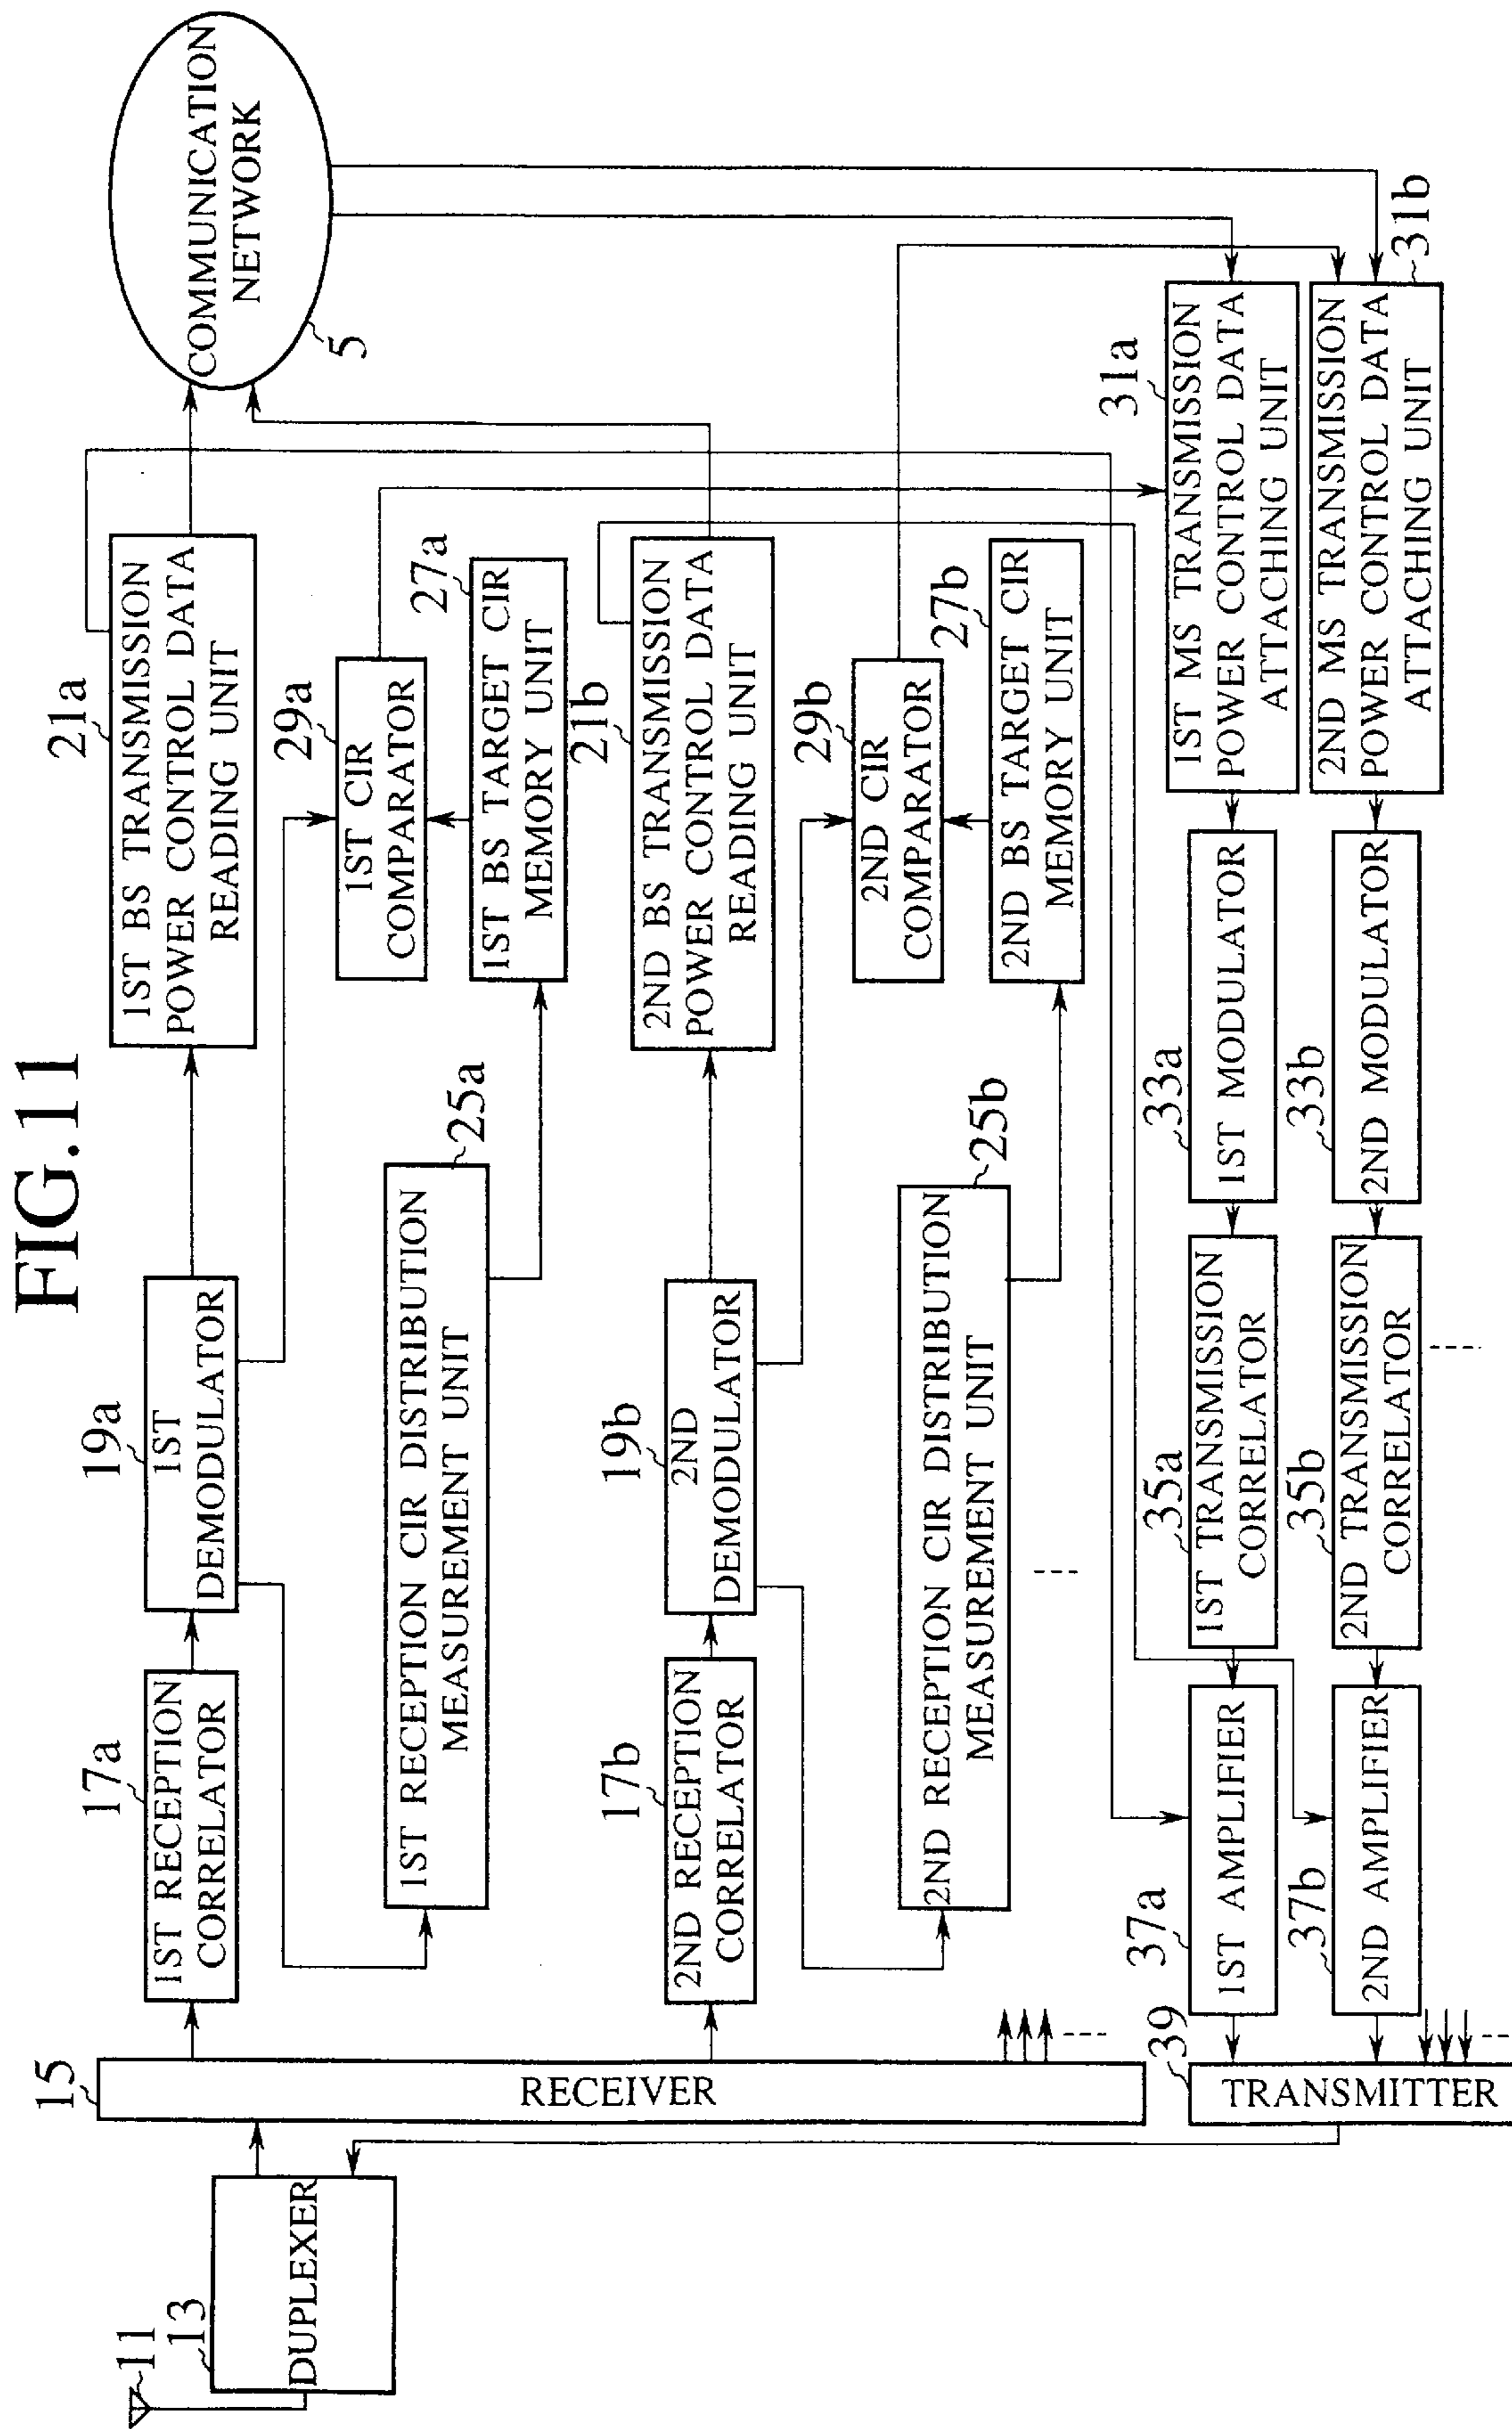 FIG.11
11
13
DUPLEXER
15
RECEIVER
17a
1ST RECEPTION
CORRELATOR
19a
1ST
DEMODULATOR
21a
1ST BS TRANSMISSION
POWER CONTROL DATA
READING UNIT
COMMUNICATION
NETWORK
5
25a
1ST RECEPTION CIR DISTRIBUTION
MEASUREMENT UNIT
29a
1ST CIR
COMPARATOR
27a
1ST BS TARGET CIR
MEMORY UNIT
17b
2ND RECEPTION
CORRELATOR
19b
2ND
DEMODULATOR
21b
2ND BS TRANSMISSION
POWER CONTROL DATA
READING UNIT
25b
2ND RECEPTION CIR DISTRIBUTION
MEASUREMENT UNIT
29b
2ND CIR
COMPARATOR
27b
2ND BS TARGET CIR
MEMORY UNIT
39
TRANSMITTER
37a
1ST AMPLIFIER
35a
1ST TRANSMISSION
CORRELATOR
33a
1ST MODULATOR
31a
1ST MS TRANSMISSION
POWER CONTROL DATA
ATTACHING UNIT
37b
2ND AMPLIFIER
35b
2ND TRANSMISSION
CORRELATOR
33b
2ND MODULATOR
31b
2ND MS TRANSMISSION
POWER CONTROL DATA
ATTACHING UNIT